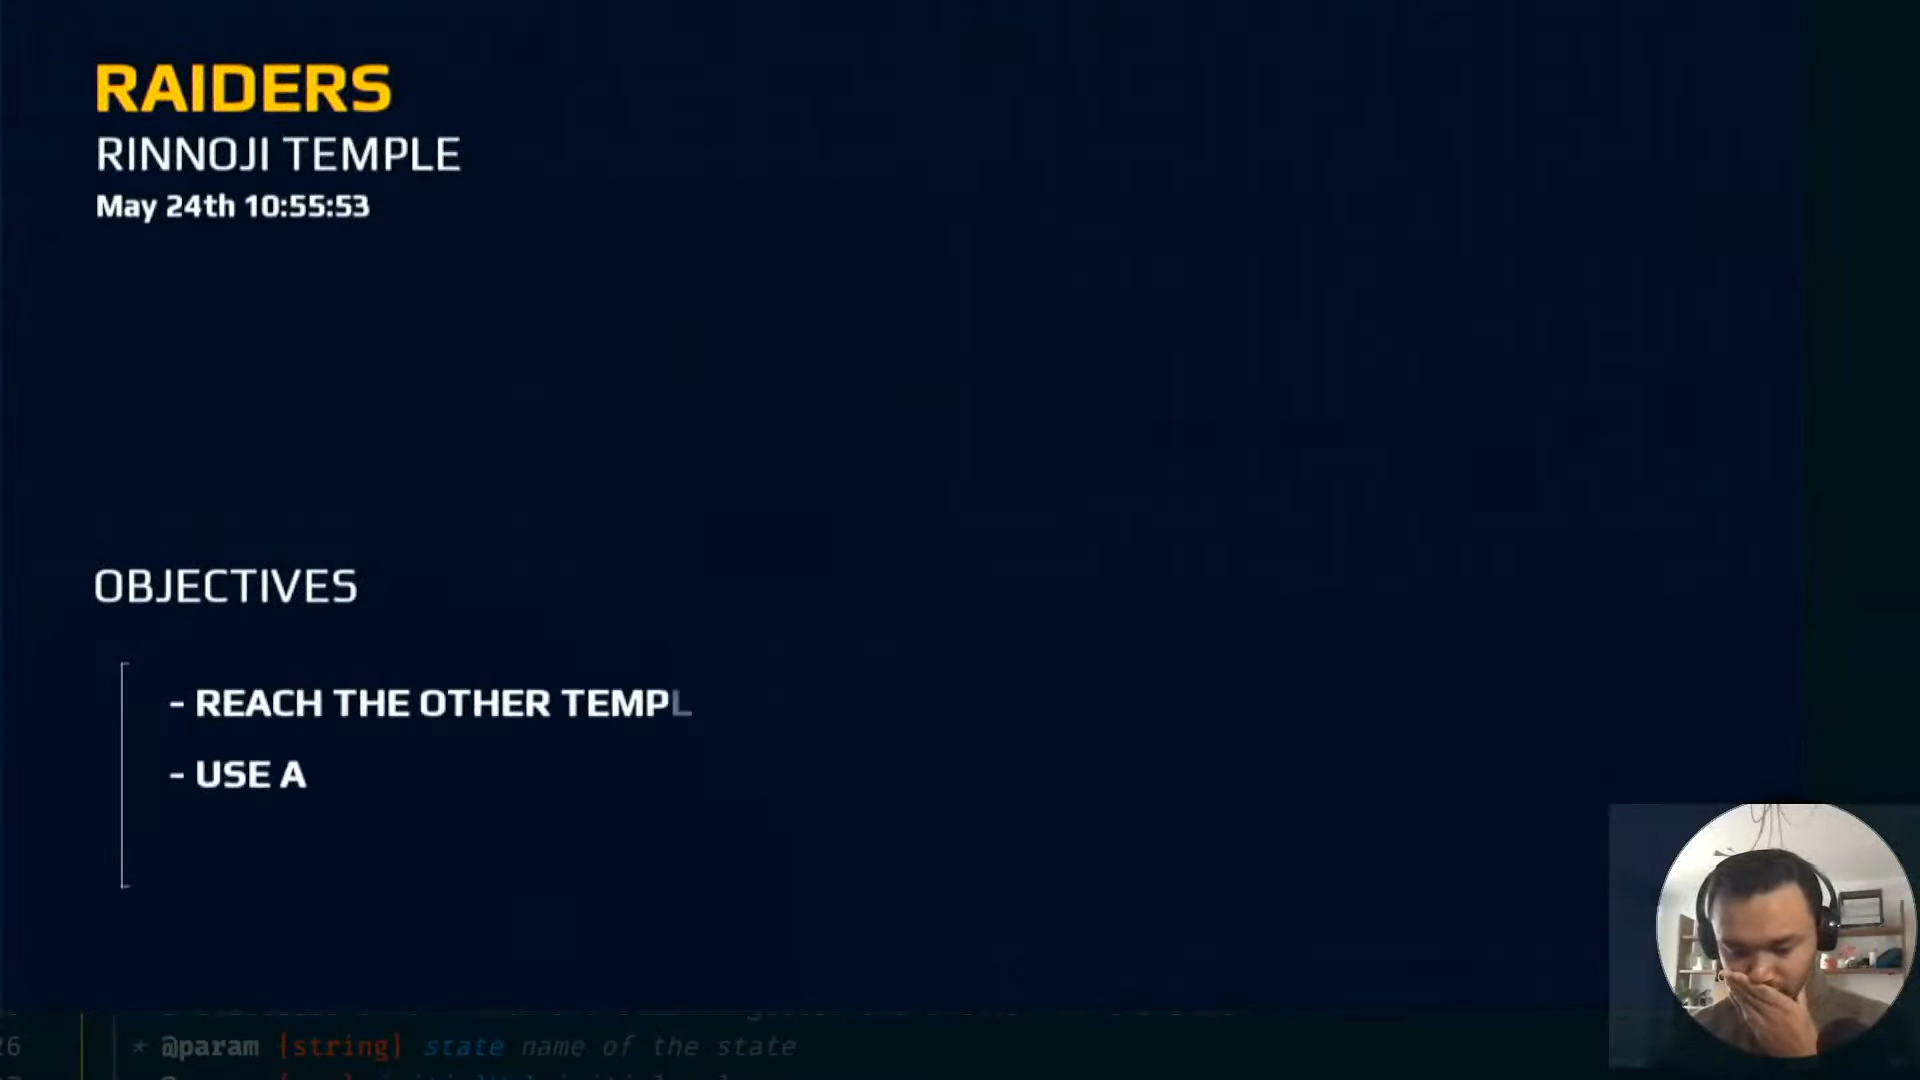 RAIDERS
RINNOJI TEMPLE
May 24th 10:55:53
OBJECTIVES
- REACH THE OTHER TEMPL
- USE A
26 * @param {string} state name of the state